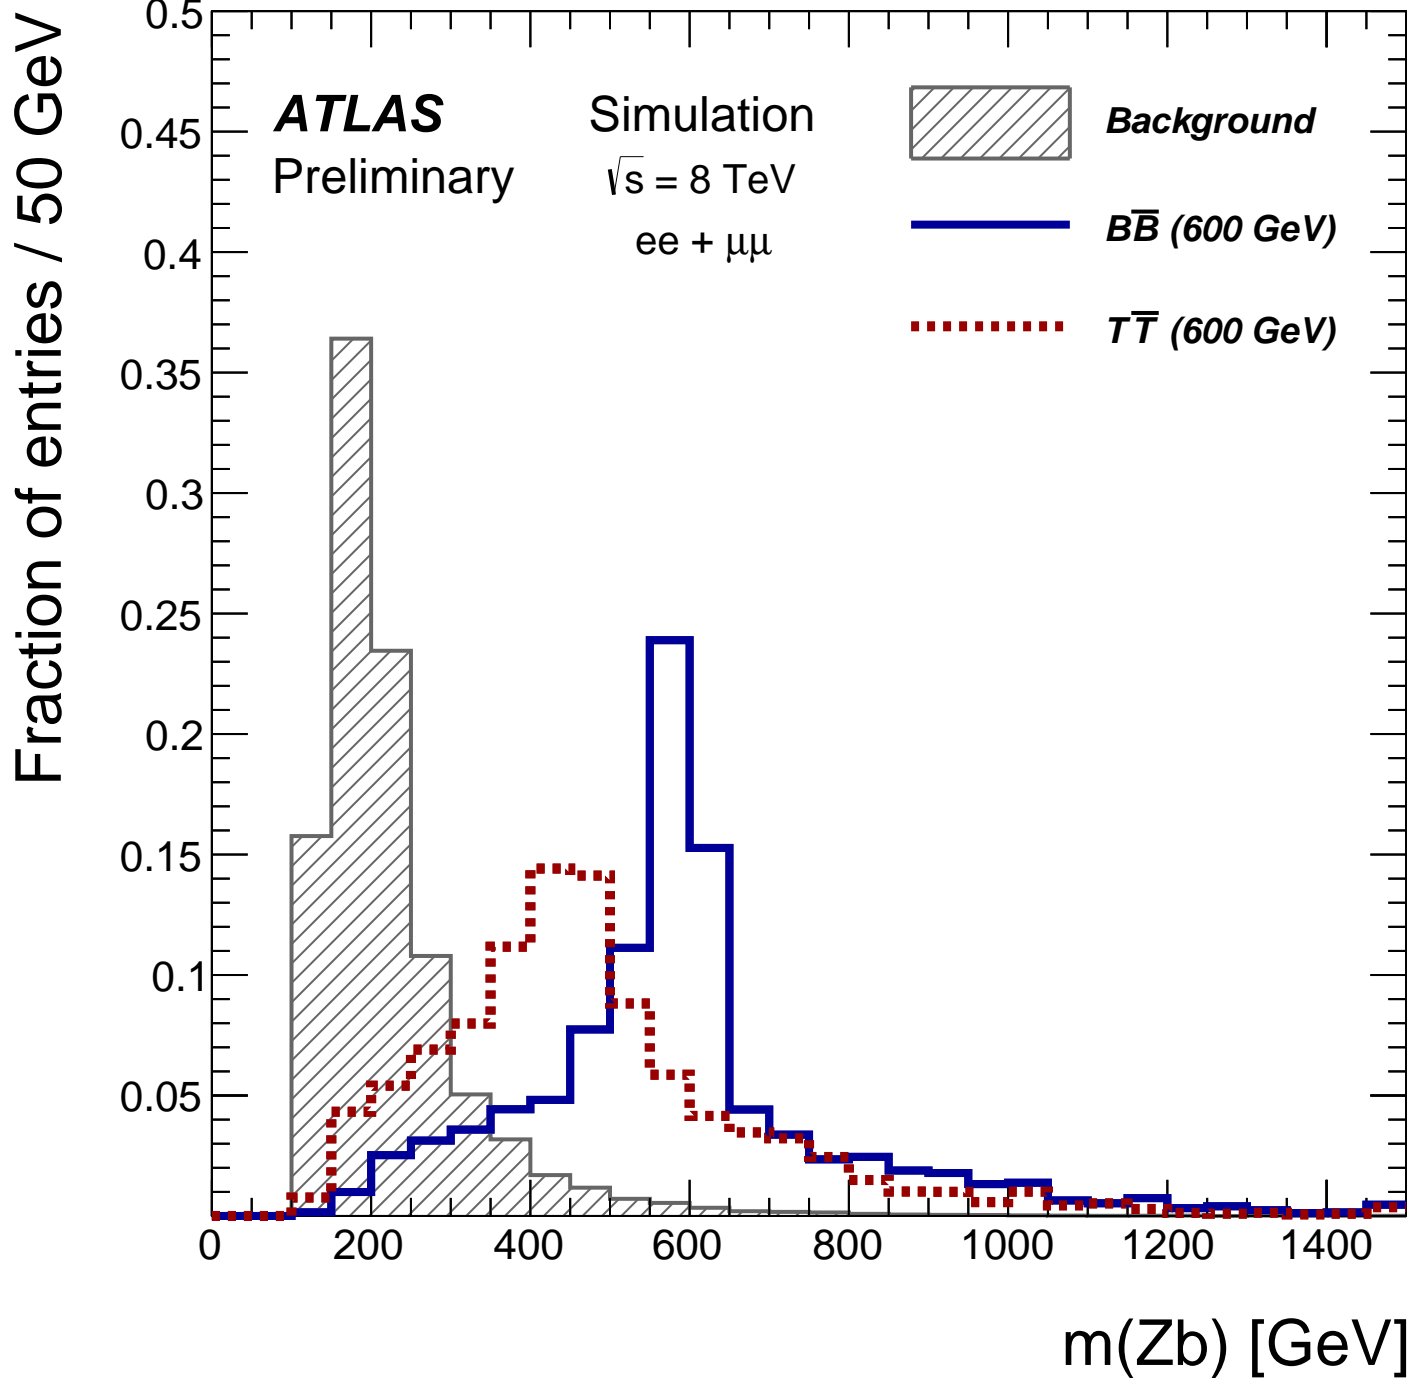 Fraction of entries / 50 GeV
0.5
0.45
0.4
0.35
0.3
0.25
0.2
0.15
0.1
0.05
ATLAS
Preliminary
Simulation
√s = 8 TeV
ee + μμ
Background
BB̅ (600 GeV)
TT̅ (600 GeV)
0 200 400 600 800 1000 1200 1400
m(Zb) [GeV]